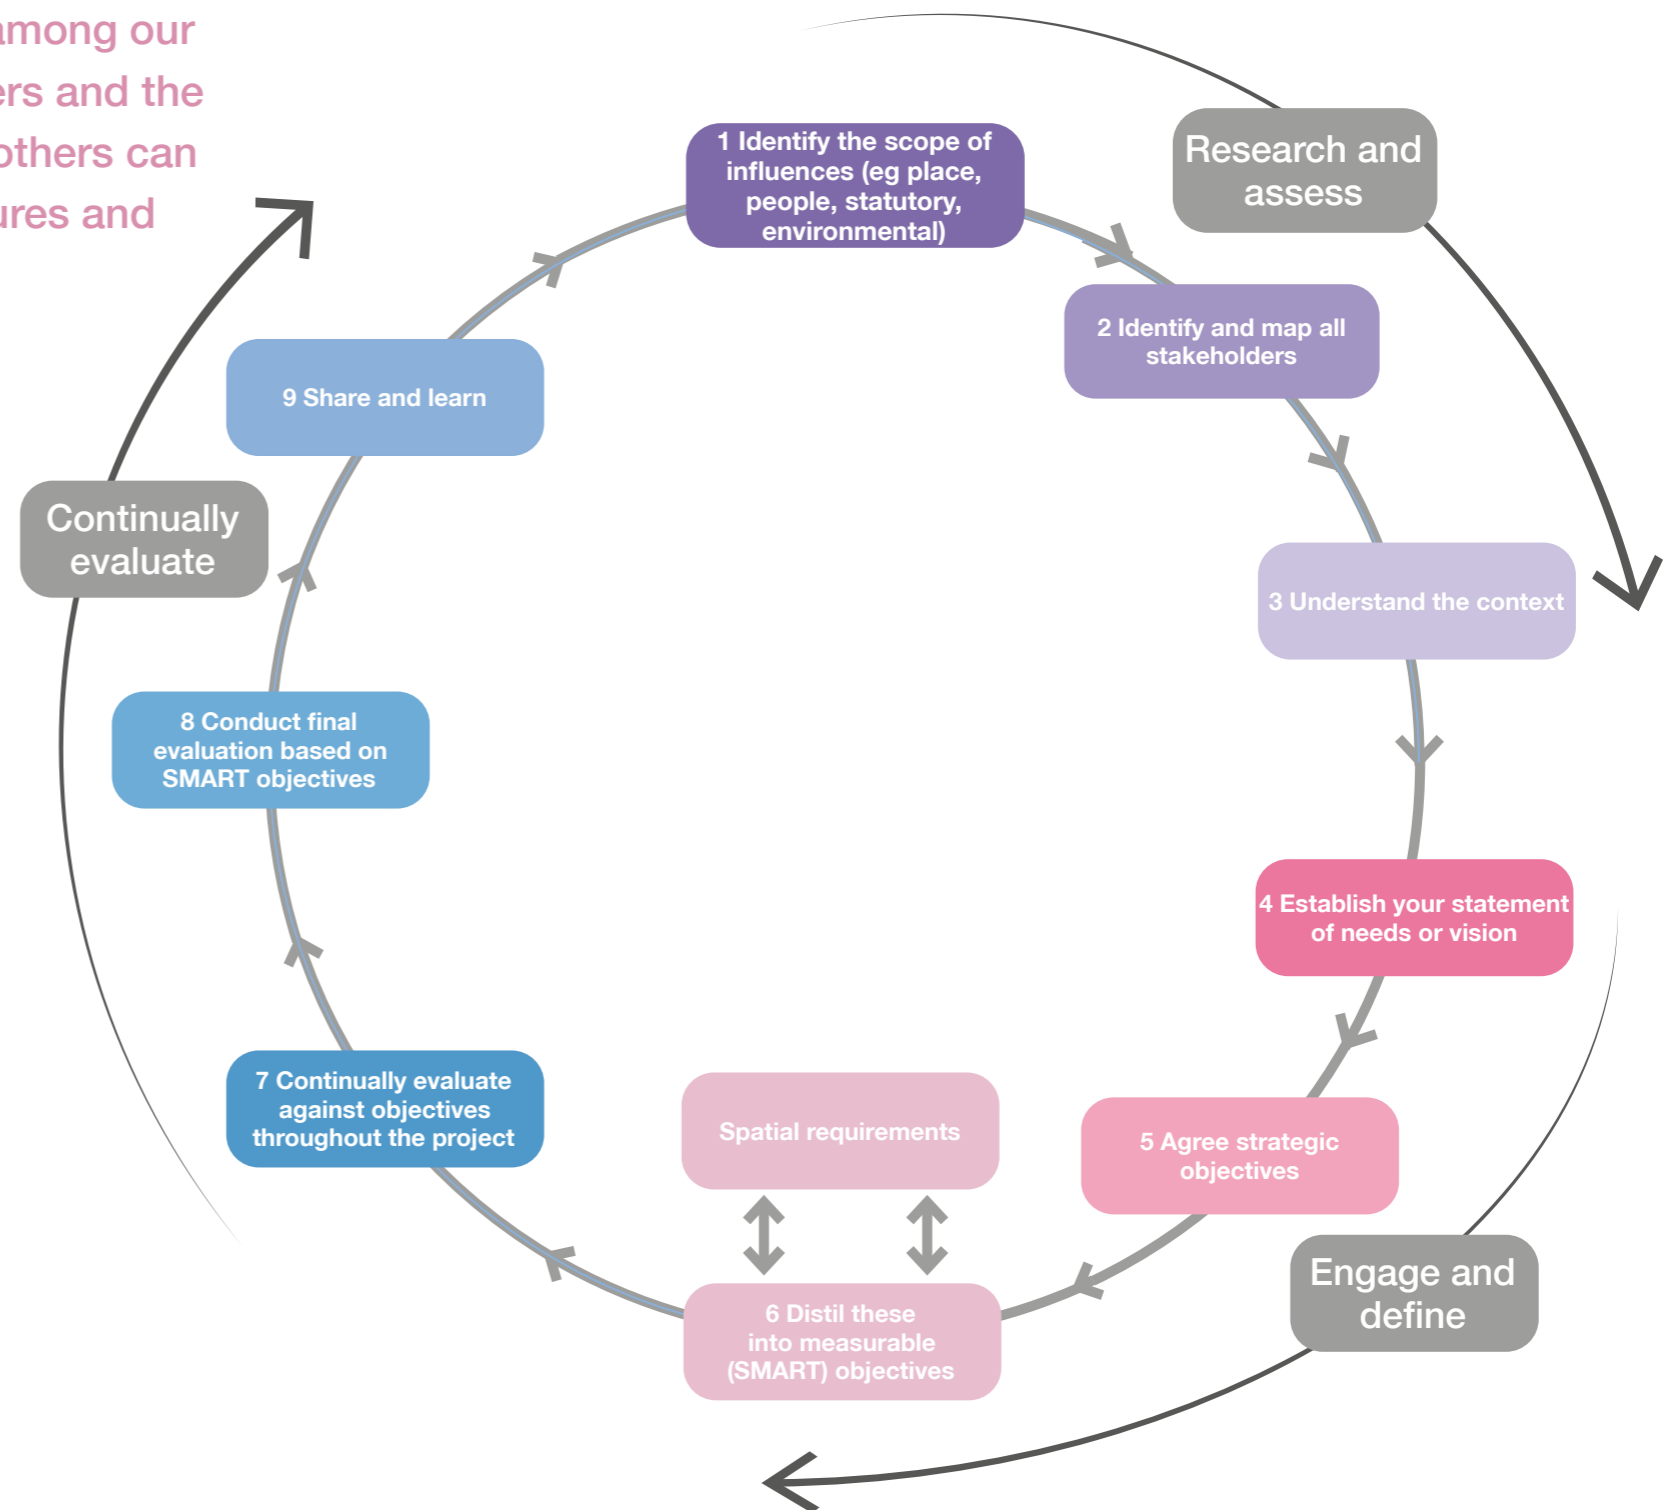 among our
ers and the
others can
ures and
1 Identify the scope of
influences (eg place,
people, statutory,
environmental)
Research and
assess
2 Identify and map all
stakeholders
3 Understand the context
4 Establish your statement
of needs or vision
5 Agree strategic
objectives
Engage and
define
Spatial requirements
6 Distil these
into measurable
(SMART) objectives
7 Continually evaluate
against objectives
throughout the project
8 Conduct final
evaluation based on
SMART objectives
Continually
evaluate
9 Share and learn